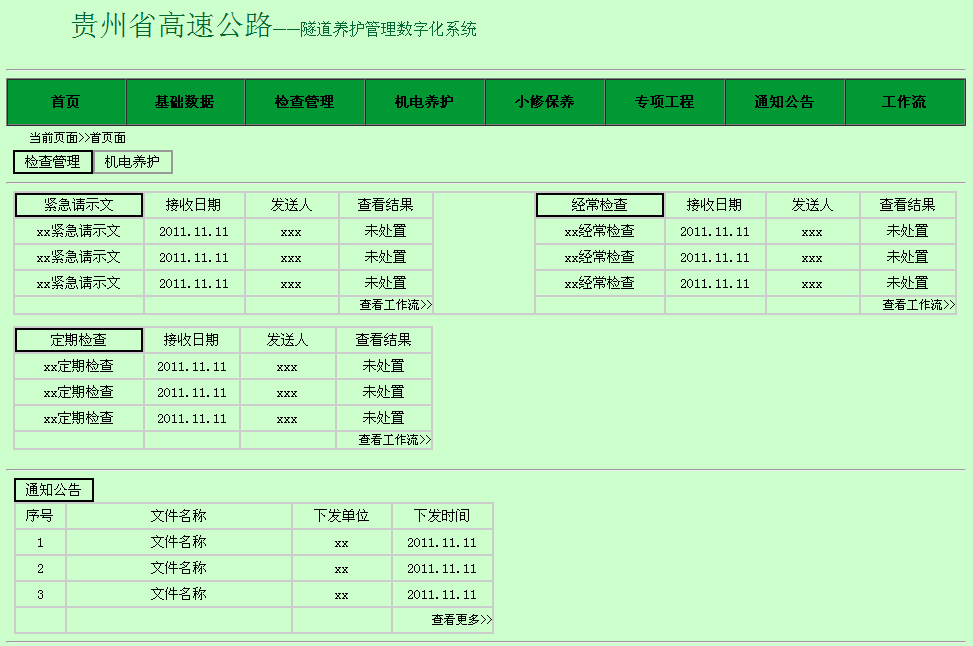 贵州省高速公路——隧道养护管理数字化系统
首页 基础数据 检查管理 机电养护 小修保养 专项工程 通知公告 工作流
当前页面>>首页面
检查管理 机电养护
紧急请示文 接收日期 发送人 查看结果 经常检查 接收日期 发送人 查看结果
xx紧急请示文 2011.11.11 xxx 未处置 xx经常检查 2011.11.11 xxx 未处置
xx紧急请示文 2011.11.11 xxx 未处置 xx经常检查 2011.11.11 xxx 未处置
xx紧急请示文 2011.11.11 xxx 未处置 xx经常检查 2011.11.11 xxx 未处置
查看工作流>> 查看工作流>>
定期检查 接收日期 发送人 查看结果
xx定期检查 2011.11.11 xxx 未处置
xx定期检查 2011.11.11 xxx 未处置
xx定期检查 2011.11.11 xxx 未处置
查看工作流>>
通知公告
序号 文件名称 下发单位 下发时间
1 文件名称 xx 2011.11.11
2 文件名称 xx 2011.11.11
3 文件名称 xx 2011.11.11
查看更多>>